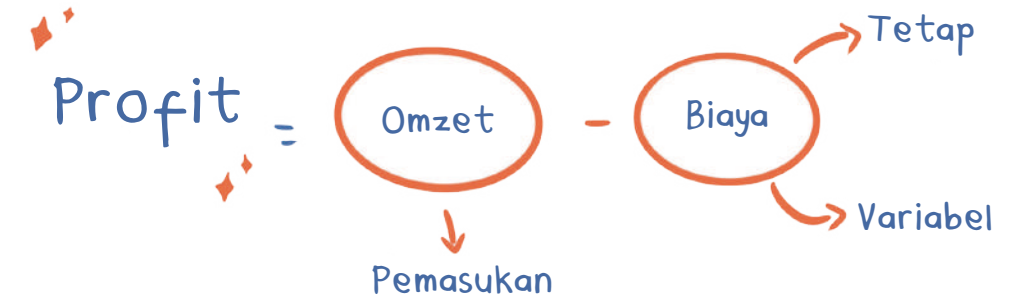 Profit = Omzet - Biaya
Tetap
Variabel
Pemasukan